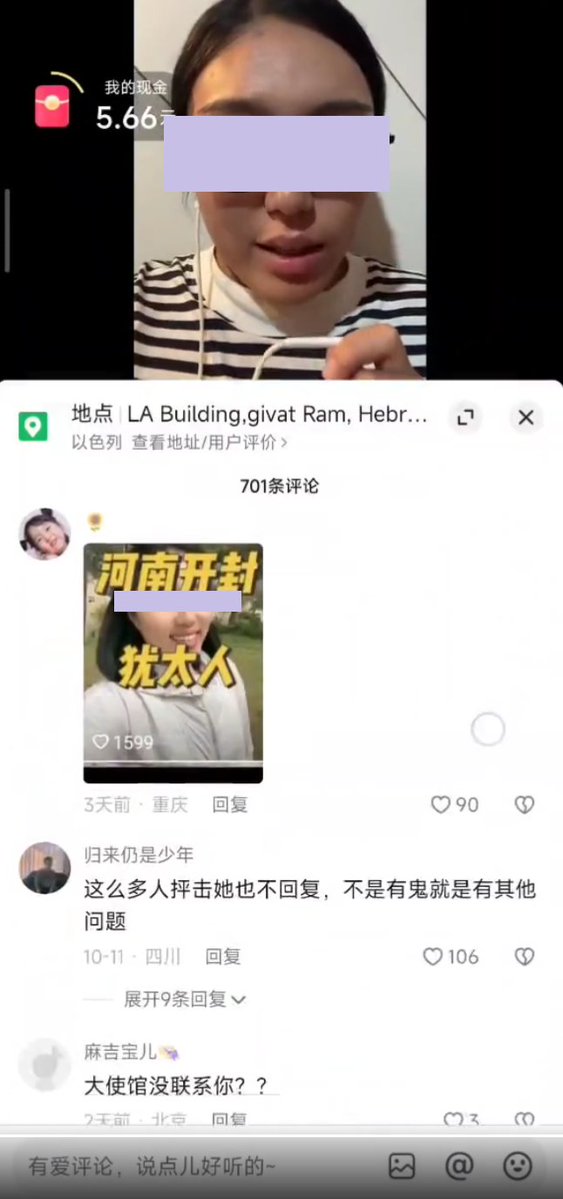 我的现金
5.66元
地点 | LA Building,givat Ram, Hebr...
以色列 查看地址/用户评价 >
701条评论
河南开封
犹太人
1599
3天前 · 重庆 回复
90
归来仍是少年
这么多人抨击她也不回复，不是有鬼就是有其他
问题
10-11 · 四川 回复
106
展开9条回复
麻吉宝儿
大使馆没联系你？？
2天前 · 北京 回复
3
有爱评论，说点儿好听的~